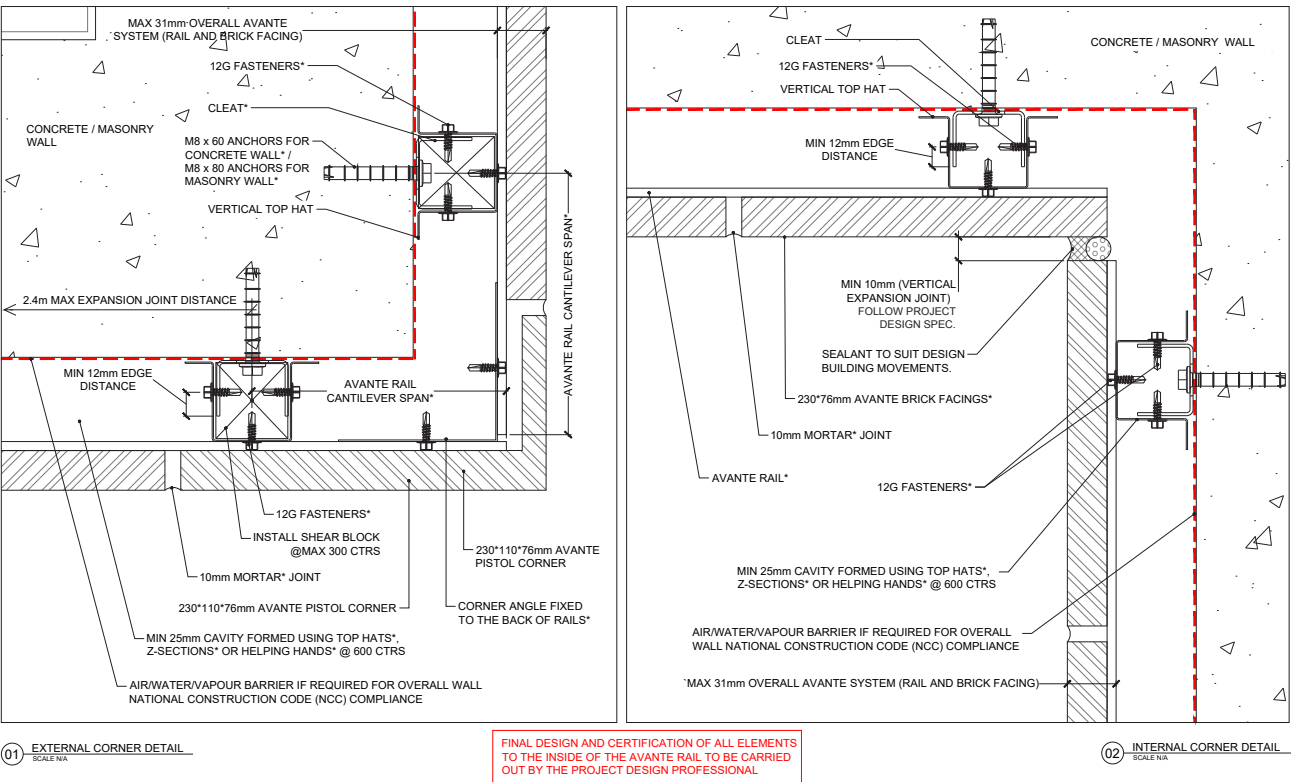 MAX 31mm OVERALL AVANTE
SYSTEM (RAIL AND BRICK FACING)
12G FASTENERS*
CLEAT*
CONCRETE / MASONRY
WALL
M8 x 60 ANCHORS FOR
CONCRETE WALL* /
M8 x 80 ANCHORS FOR
MASONRY WALL*
VERTICAL TOP HAT
AVANTE RAIL CANTILEVER SPAN*
2.4m MAX EXPANSION JOINT DISTANCE
MIN 12mm EDGE
DISTANCE
AVANTE RAIL
CANTILEVER SPAN*
12G FASTENERS*
INSTALL SHEAR BLOCK
@MAX 300 CTRS
230*110*76mm AVANTE
PISTOL CORNER
10mm MORTAR* JOINT
230*110*76mm AVANTE PISTOL CORNER
CORNER ANGLE FIXED
TO THE BACK OF RAILS*
MIN 25mm CAVITY FORMED USING TOP HATS*,
Z-SECTIONS* OR HELPING HANDS* @ 600 CTRS
AIR/WATER/VAPOUR BARRIER IF REQUIRED FOR OVERALL WALL
NATIONAL CONSTRUCTION CODE (NCC) COMPLIANCE
01 EXTERNAL CORNER DETAIL
SCALE N/A
CLEAT
CONCRETE / MASONRY WALL
12G FASTENERS*
VERTICAL TOP HAT
MIN 12mm EDGE
DISTANCE
MIN 10mm (VERTICAL
EXPANSION JOINT)
FOLLOW PROJECT
DESIGN SPEC.
SEALANT TO SUIT DESIGN
BUILDING MOVEMENTS.
230*76mm AVANTE BRICK FACINGS*
10mm MORTAR* JOINT
AVANTE RAIL*
12G FASTENERS*
MIN 25mm CAVITY FORMED USING TOP HATS*,
Z-SECTIONS* OR HELPING HANDS* @ 600 CTRS
AIR/WATER/VAPOUR BARRIER IF REQUIRED FOR OVERALL
WALL NATIONAL CONSTRUCTION CODE (NCC) COMPLIANCE
MAX 31mm OVERALL AVANTE SYSTEM (RAIL AND BRICK FACING)
02 INTERNAL CORNER DETAIL
SCALE N/A
FINAL DESIGN AND CERTIFICATION OF ALL ELEMENTS
TO THE INSIDE OF THE AVANTE RAIL TO BE CARRIED
OUT BY THE PROJECT DESIGN PROFESSIONAL